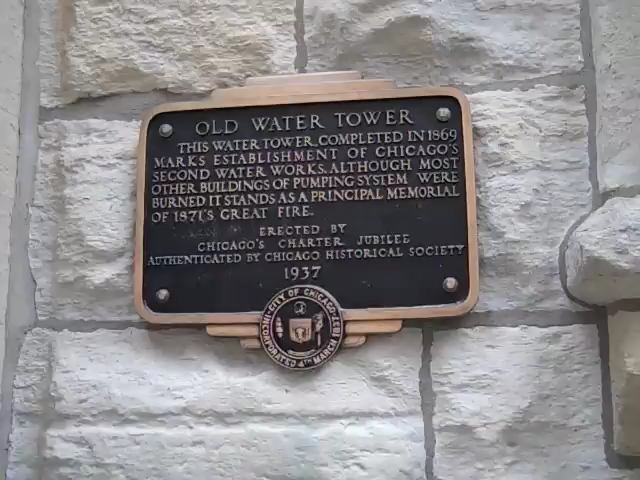 OLD WATER TOWER
THIS WATER TOWER, COMPLETED IN 1869
MARKS ESTABLISHMENT OF CHICAGO'S
SECOND WATER WORKS. ALTHOUGH MOST
OTHER BUILDINGS OF PUMPING SYSTEM WERE
BURNED IT STANDS AS A PRINCIPAL MEMORIAL
OF 1871'S GREAT FIRE.
ERECTED BY
CHICAGO'S CHARTER JUBILEE
AUTHENTICATED BY CHICAGO HISTORICAL SOCIETY
1937
CITY OF CHICAGO
INCORPORATED 4TH MARCH 1837